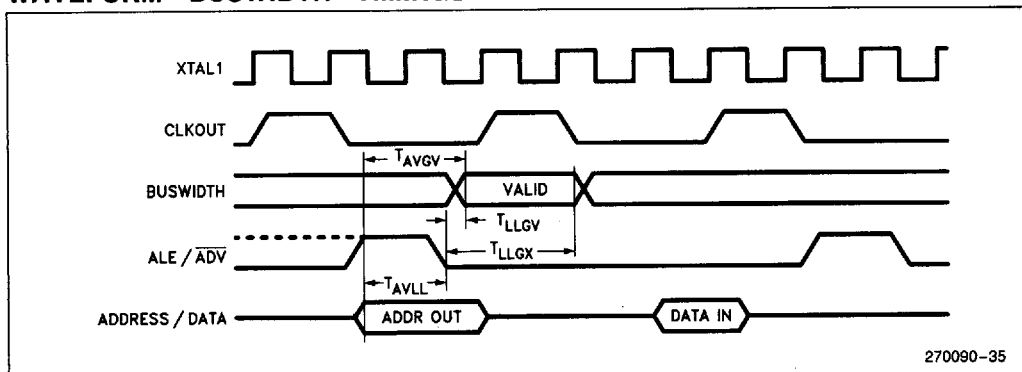 XTAL1
CLKOUT
TAVGV
BUSWIDTH
VALID
TLLGV
TLLGX
ALE / ADV
TAVLL
ADDRESS / DATA
ADDR OUT
DATA IN
270090-35